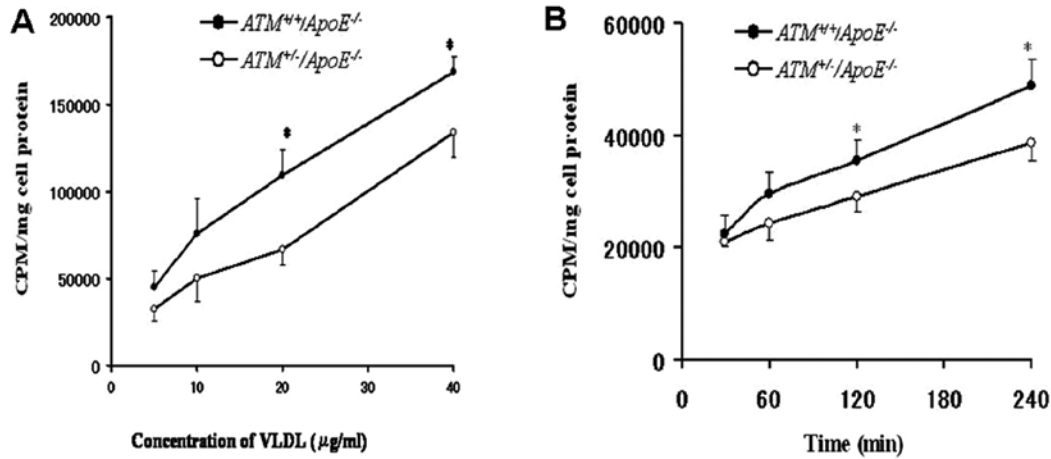 A
ATM+/+/ApoE-/-
ATM+/-/ApoE-/-
200000
150000
100000
50000
0
CPM/mg cell protein
0 10 20 30 40
Concentration of VLDL (μg/ml)
*
*
B
ATM+/+/ApoE-/-
ATM+/-/ApoE-/-
60000
40000
20000
0
CPM/mg cell protein
0 60 120 180 240
Time (min)
*
*